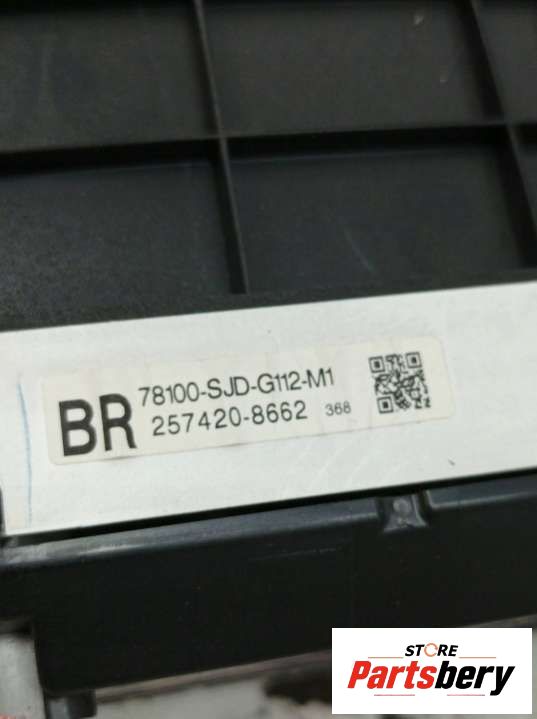 BR
78100-SJD-G112-M1
257420-8662 368
STORE
Partsbery